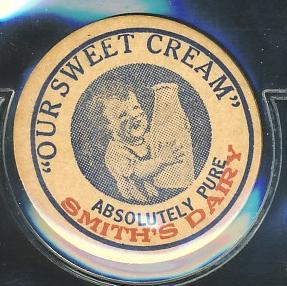 "OUR SWEET CREAM"
ABSOLUTELY PURE
SMITH'S DAIRY